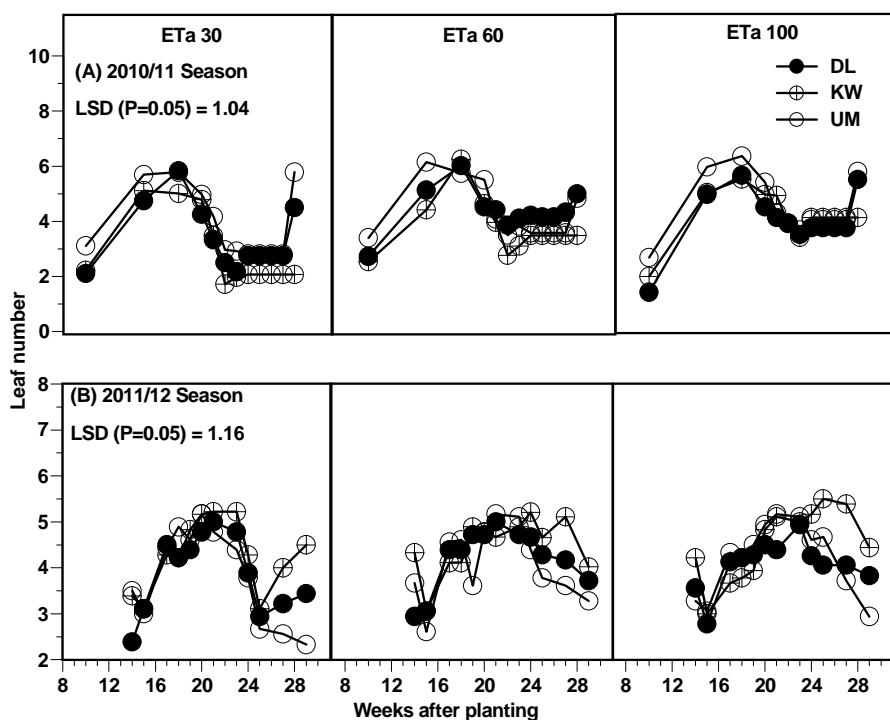 ETa 30
ETa 60
ETa 100
(A) 2010/11 Season
LSD (P=0.05) = 1.04
DL
KW
UM
10
8
6
4
2
0
Leaf number
(B) 2011/12 Season
LSD (P=0.05) = 1.16
8
7
6
5
4
3
2
8 12 16 20 24 28 8 12 16 20 24 28 8 12 16 20 24 28
Weeks after planting